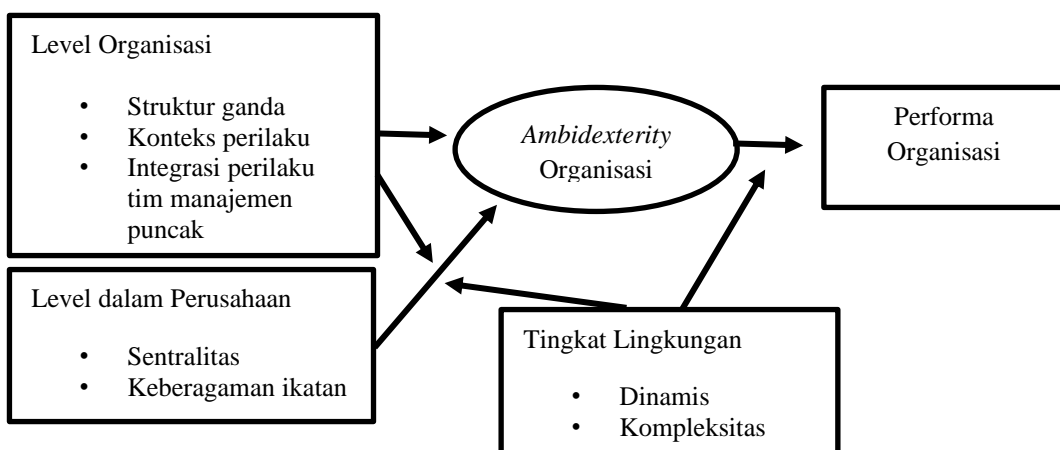 Level Organisasi
• Struktur ganda
• Konteks perilaku
• Integrasi perilaku
tim manajemen
puncak
Ambidexterity
Organisasi
Performa
Organisasi
Level dalam Perusahaan
• Sentralitas
• Keberagaman ikatan
Tingkat Lingkungan
• Dinamis
• Kompleksitas